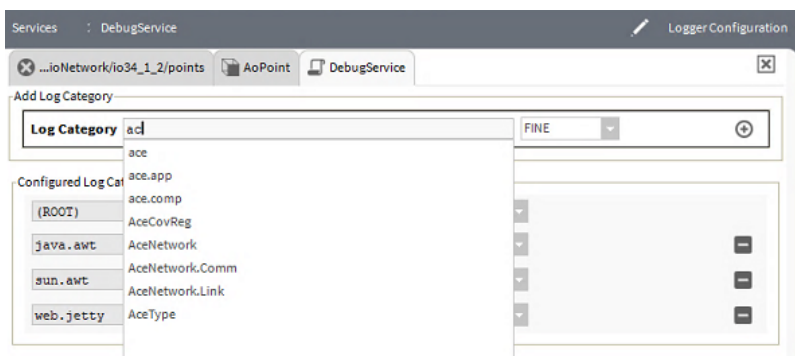 Services : DebugService Logger Configuration
...ioNetwork/io34_1_2/points AoPoint DebugService
Add Log Category
Log Category ac FINE
ace
ace.app
Configured Log Cat
ace.comp
(ROOT)
AceCovReg
java.awt AceNetwork
AceNetwork.Comm
sun.awt
AceNetwork.Link
web.jetty AceType